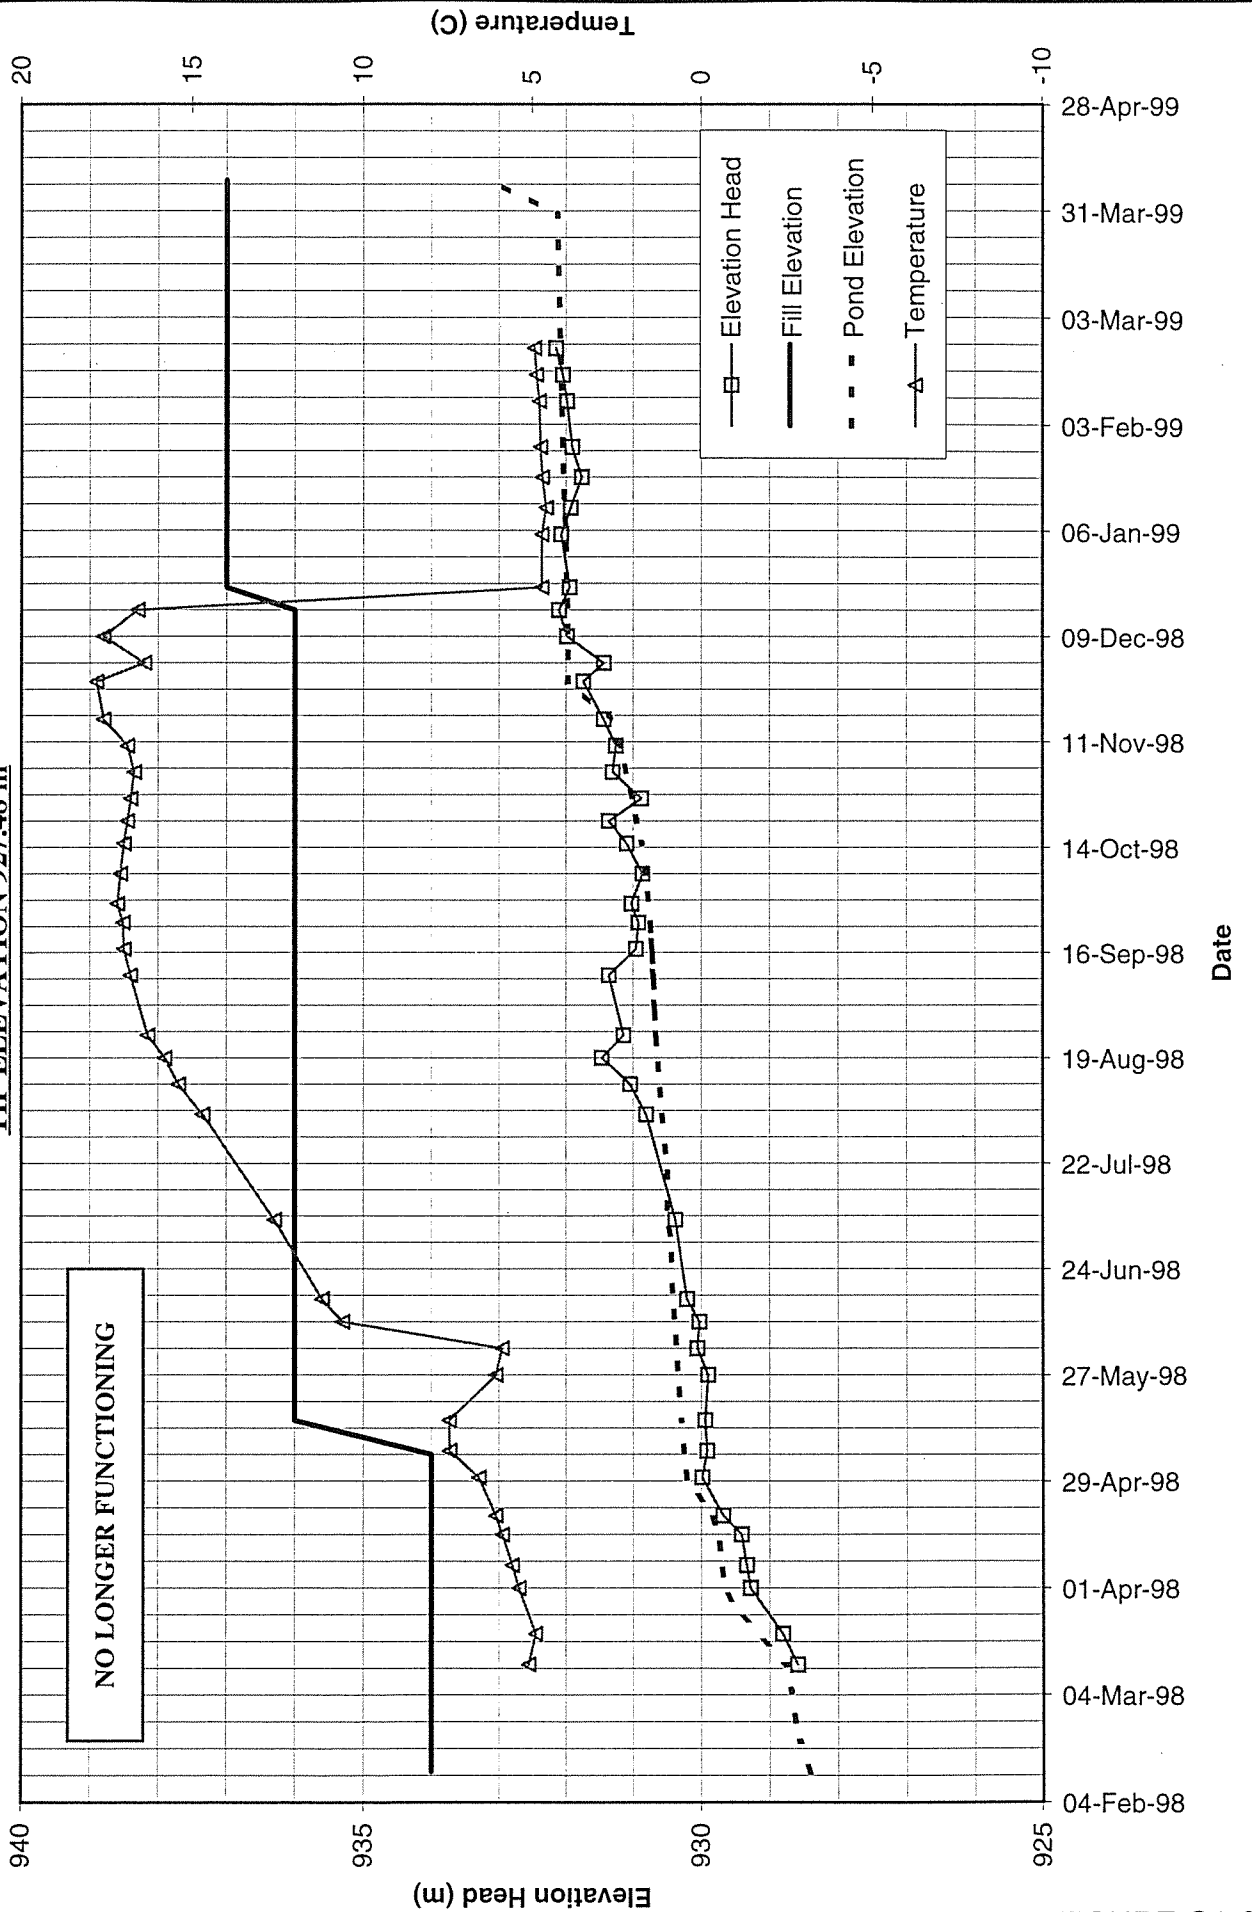 TIP ELEVATION 927.48 m
NO LONGER FUNCTIONING
Elevation Head (m)
940
935
930
925
Temperature (C)
20
15
10
5
0
-5
-10
Elevation Head
Fill Elevation
Pond Elevation
Temperature
04-Feb-98
04-Mar-98
01-Apr-98
29-Apr-98
27-May-98
24-Jun-98
22-Jul-98
19-Aug-98
16-Sep-98
14-Oct-98
11-Nov-98
09-Dec-98
06-Jan-99
03-Feb-99
03-Mar-99
31-Mar-99
28-Apr-99
Date